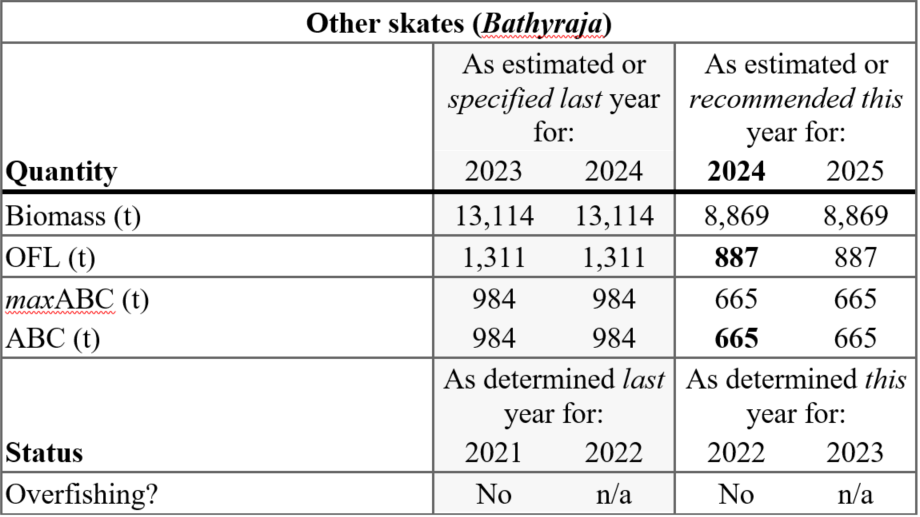 Other skates (Bathyraja)
As estimated or As estimated or
specified last year recommended this
for: year for:
Quantity 2023 2024 2024 2025
Biomass (t) 13,114 13,114 8,869 8,869
OFL (t) 1,311 1,311 887 887
maxABC (t) 984 984 665 665
ABC (t) 984 984 665 665
As determined last As determined this
year for: year for:
Status 2021 2022 2022 2023
Overfishing? No n/a No n/a